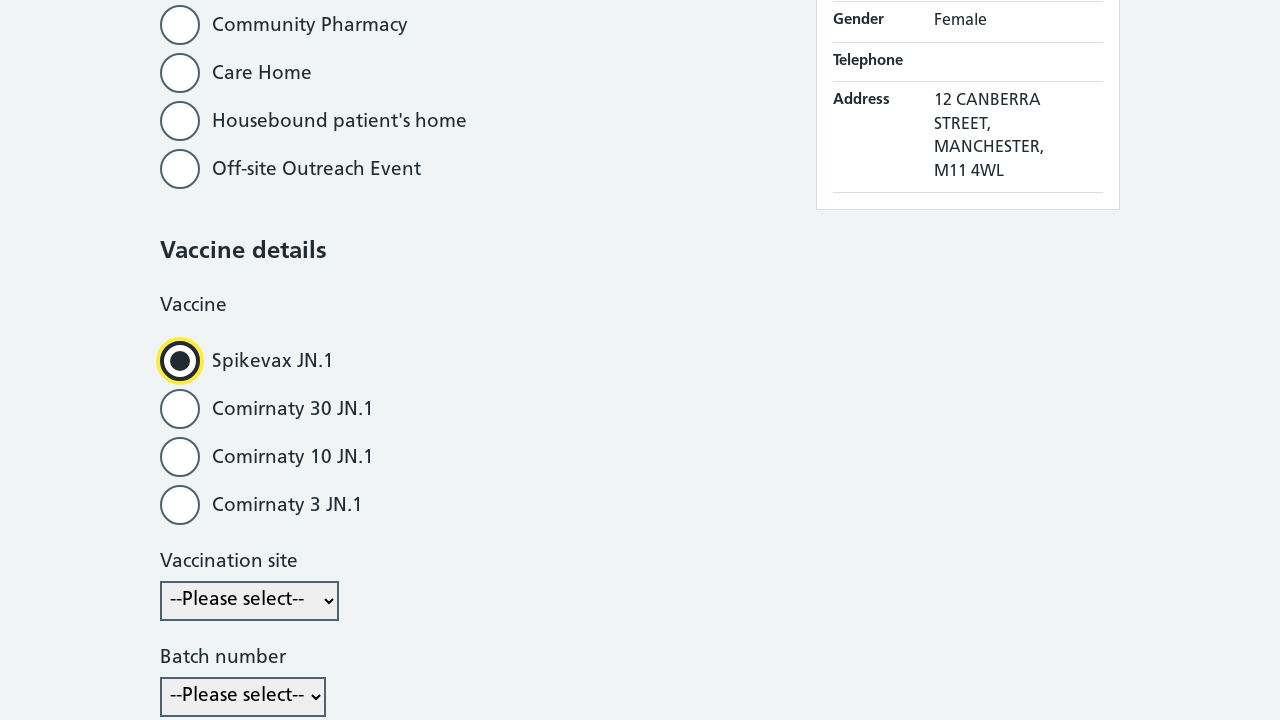 Community Pharmacy
Care Home
Housebound patient's home
Off-site Outreach Event
Vaccine details
Vaccine
Spikevax JN.1
Comirnaty 30 JN.1
Comirnaty 10 JN.1
Comirnaty 3 JN.1
Vaccination site
--Please select--
Batch number
--Please select--
Gender Female
Telephone
Address 12 CANBERRA
STREET,
MANCHESTER,
M11 4WL